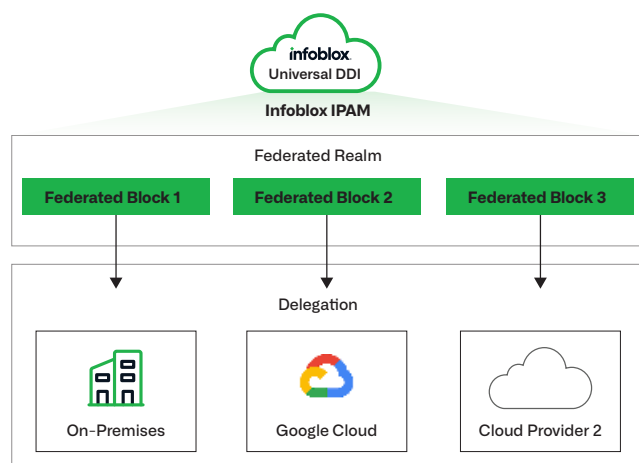 infoblox.
Universal DDI
Infoblox IPAM
Federated Realm
Federated Block 1
Federated Block 2
Federated Block 3
Delegation
On-Premises
Google Cloud
Cloud Provider 2